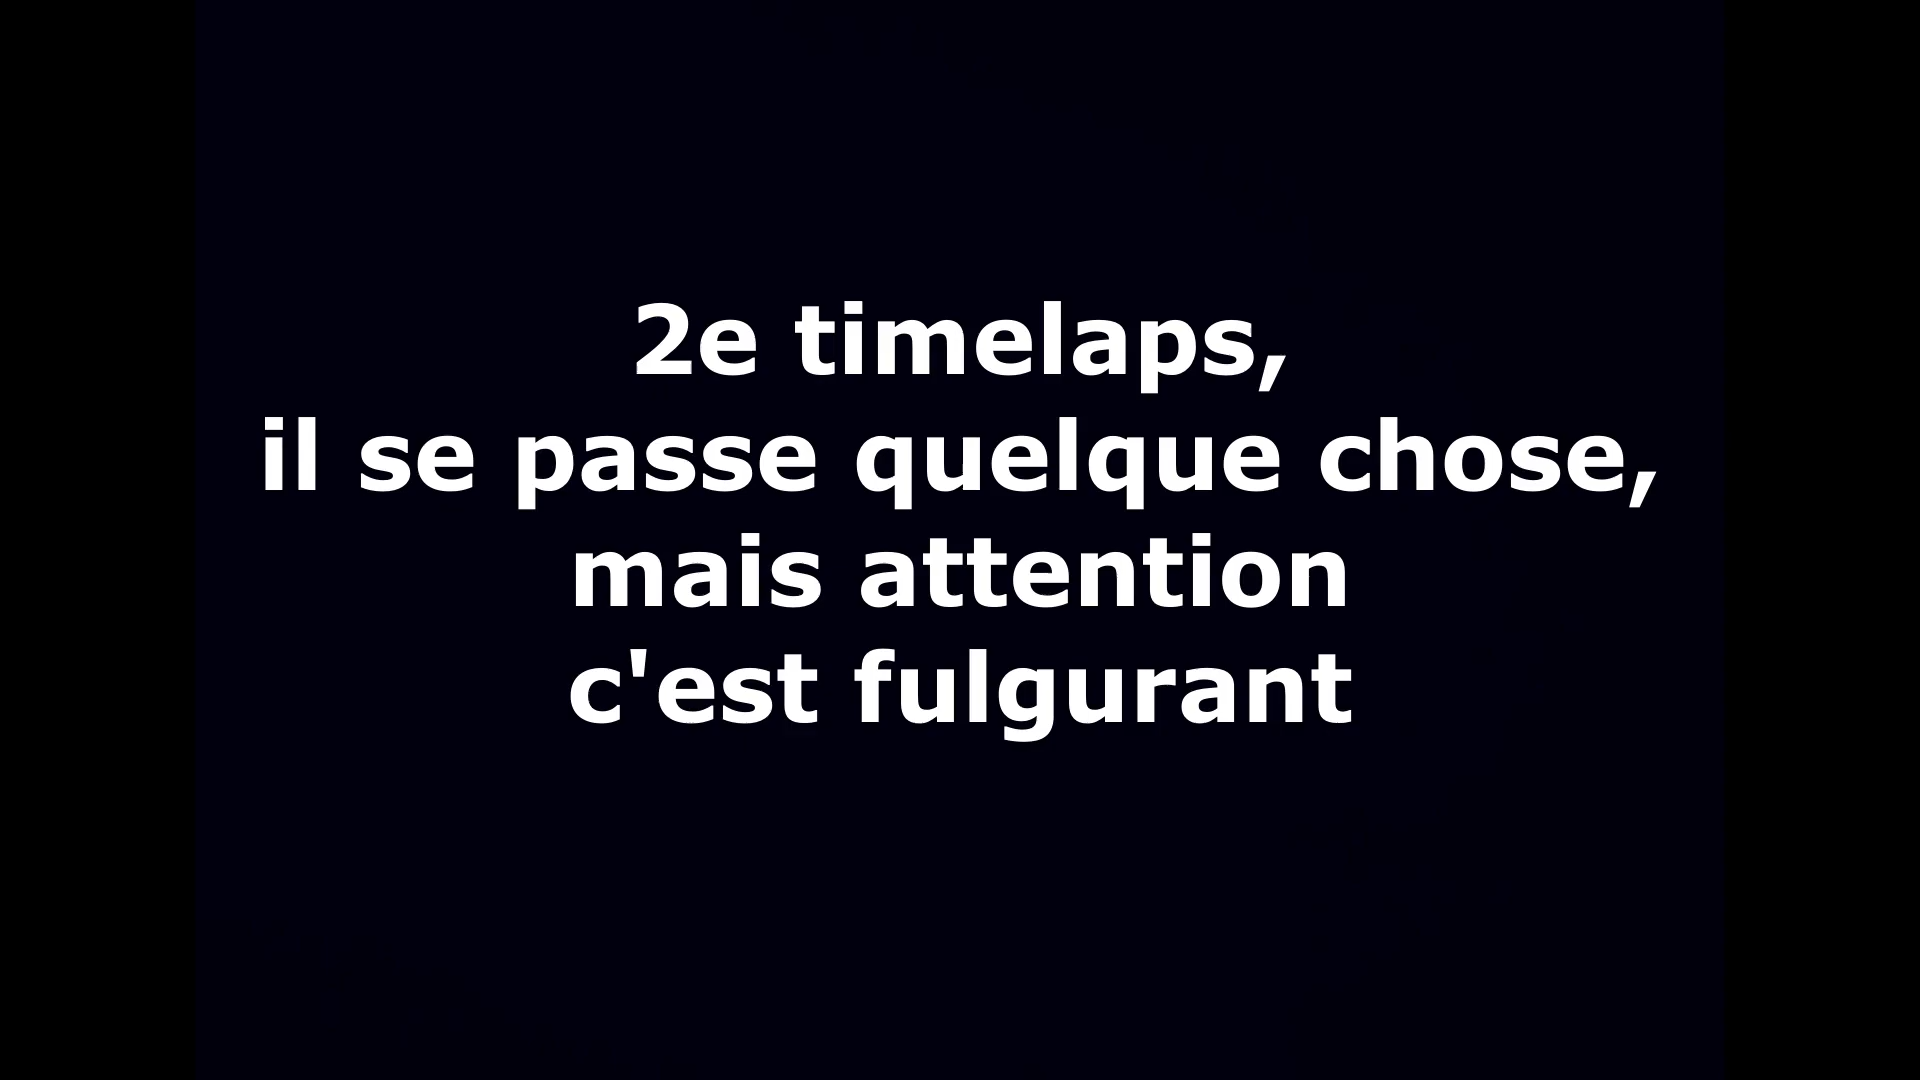 2e timelaps,
il se passe quelque chose,
mais attention
c'est fulgurant